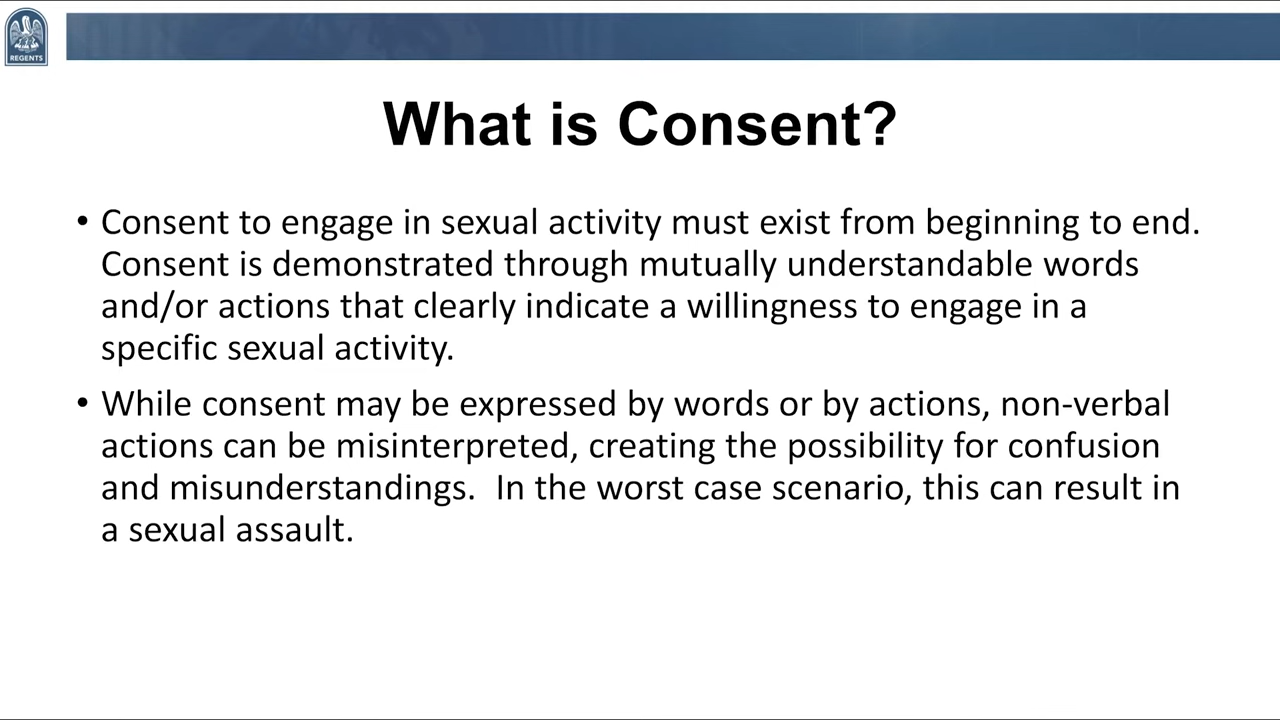 REGENTS
What is Consent?
• Consent to engage in sexual activity must exist from beginning to end.
Consent is demonstrated through mutually understandable words
and/or actions that clearly indicate a willingness to engage in a
specific sexual activity.
• While consent may be expressed by words or by actions, non-verbal
actions can be misinterpreted, creating the possibility for confusion
and misunderstandings.  In the worst case scenario, this can result in
a sexual assault.